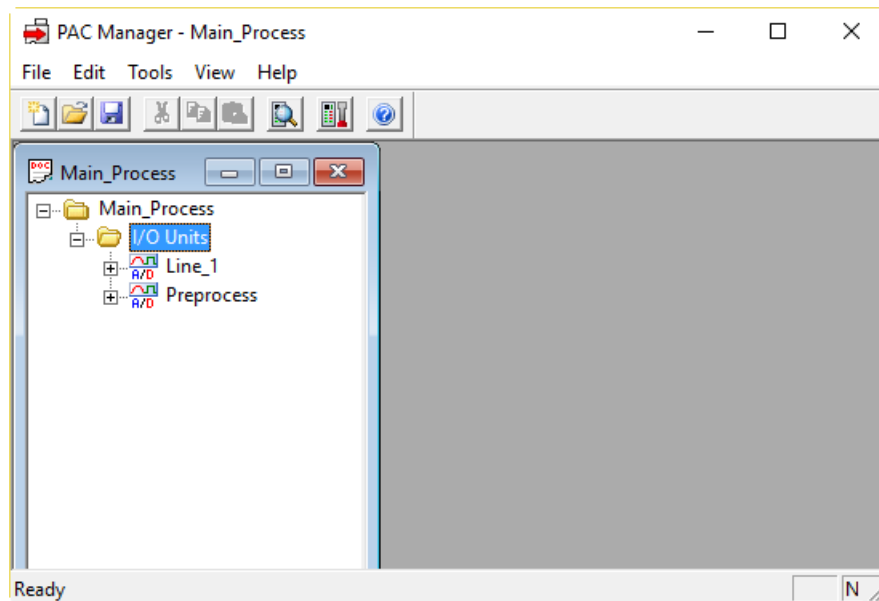 PAC Manager - Main_Process
File Edit Tools View Help
Main_Process
Main_Process
I/O Units
A/D Line_1
A/D Preprocess
Ready
N